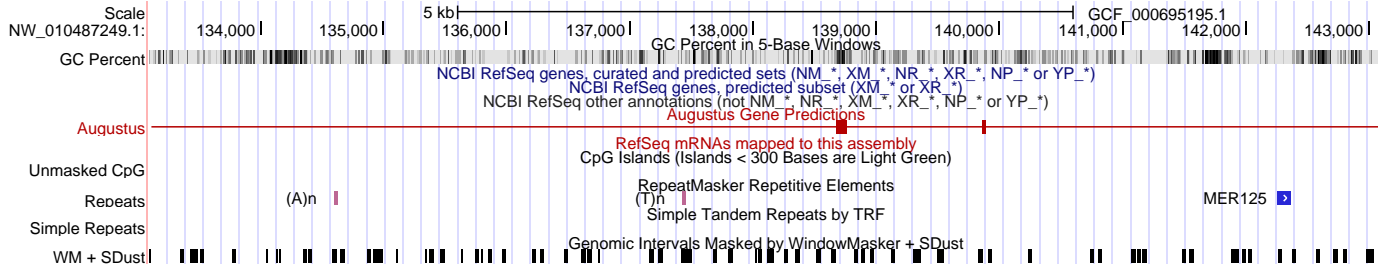 Scale 5 kb GCF_000695195.1
NW_010487249.1: 134,000 135,000 136,000 137,000 138,000 139,000 140,000 141,000 142,000 143,000
GC Percent in 5-Base Windows
GC Percent
NCBI RefSeq genes, curated and predicted sets (NM_*, XM_*, NR_*, XR_*, NP_* or YP_*)
NCBI RefSeq genes, predicted subset (XM_* or XR_*)
NCBI RefSeq other annotations (not NM_*, NR_*, XM_*, XR_*, NP_* or YP_*)
Augustus Gene Predictions
Augustus
RefSeq mRNAs mapped to this assembly
CpG Islands (Islands < 300 Bases are Light Green)
Unmasked CpG
RepeatMasker Repetitive Elements
Repeats (A)n (T)n MER125
Simple Tandem Repeats by TRF
Simple Repeats
Genomic Intervals Masked by WindowMasker + SDust
WM + SDust